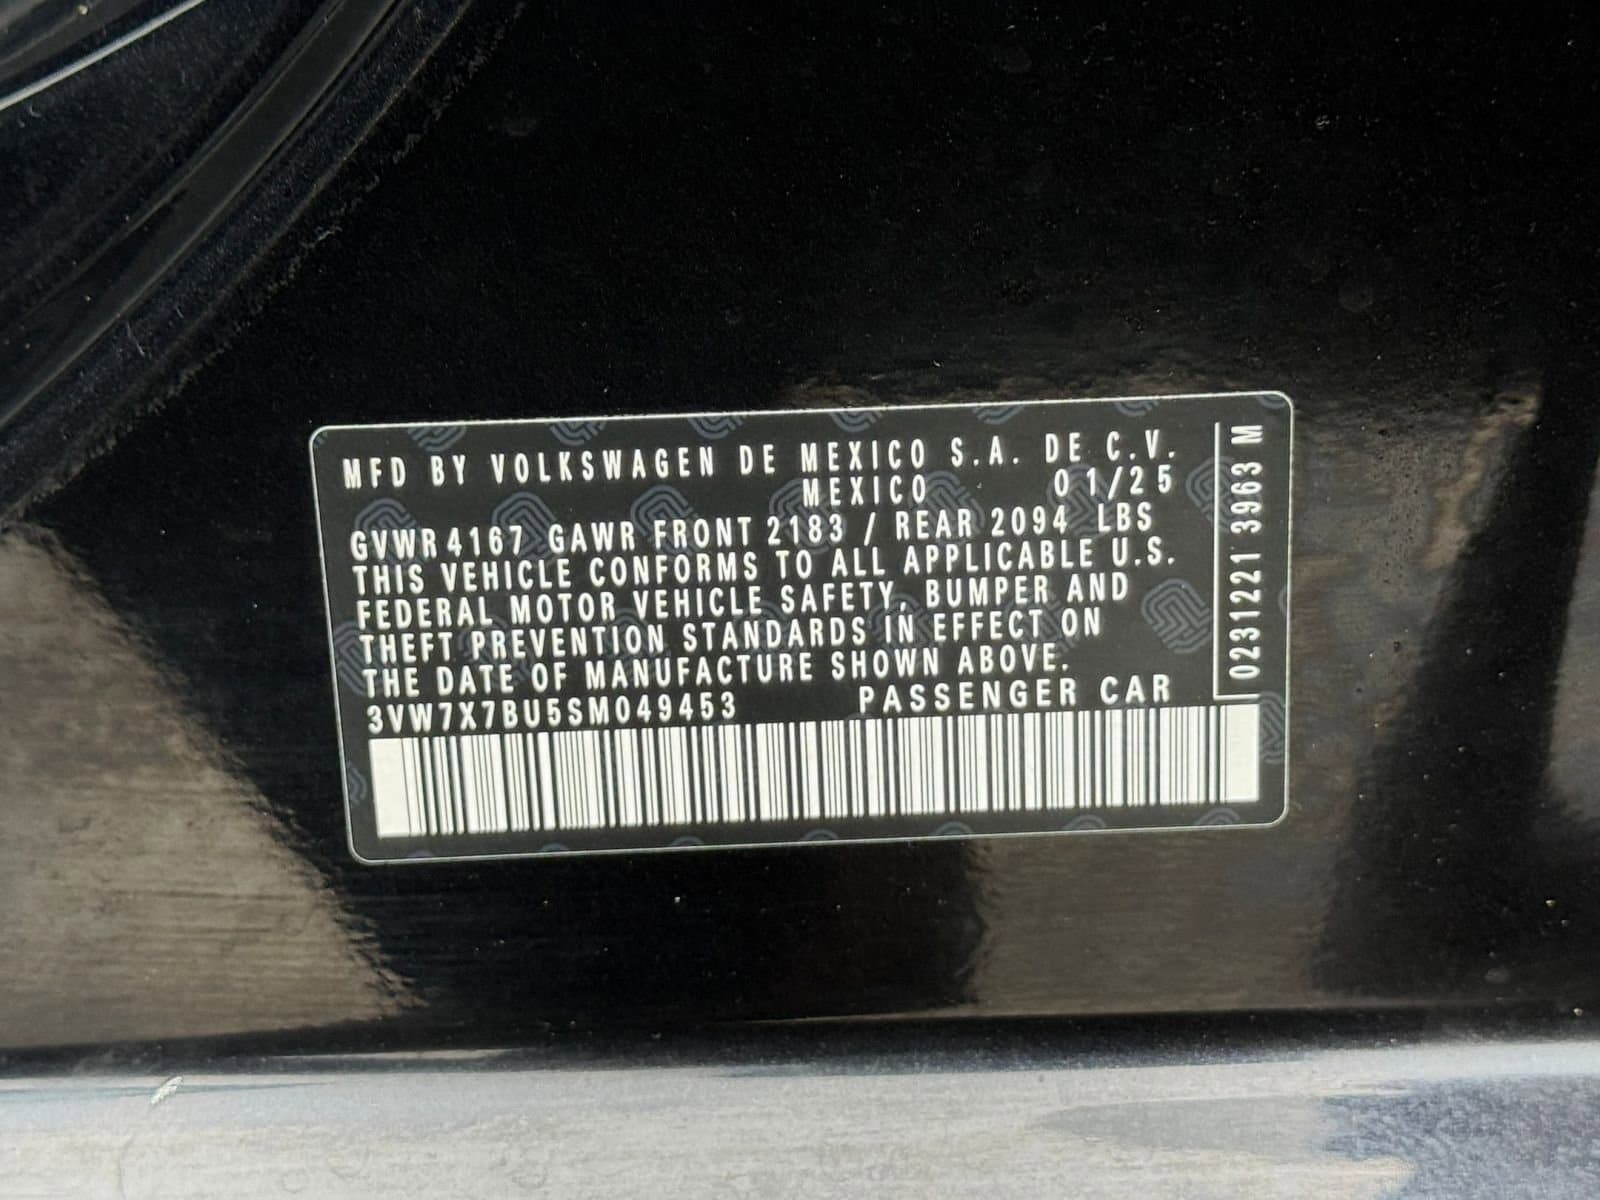 MFD BY VOLKSWAGEN DE MEXICO S.A. DE C.V.
MEXICO 01/25
GVWR 4167 GAWR FRONT 2183 / REAR 2094 LBS
THIS VEHICLE CONFORMS TO ALL APPLICABLE U.S.
FEDERAL MOTOR VEHICLE SAFETY, BUMPER AND
THEFT PREVENTION STANDARDS IN EFFECT ON
THE DATE OF MANUFACTURE SHOWN ABOVE.
3VW7X7BU5SM049453 PASSENGER CAR
0231221 3963 M